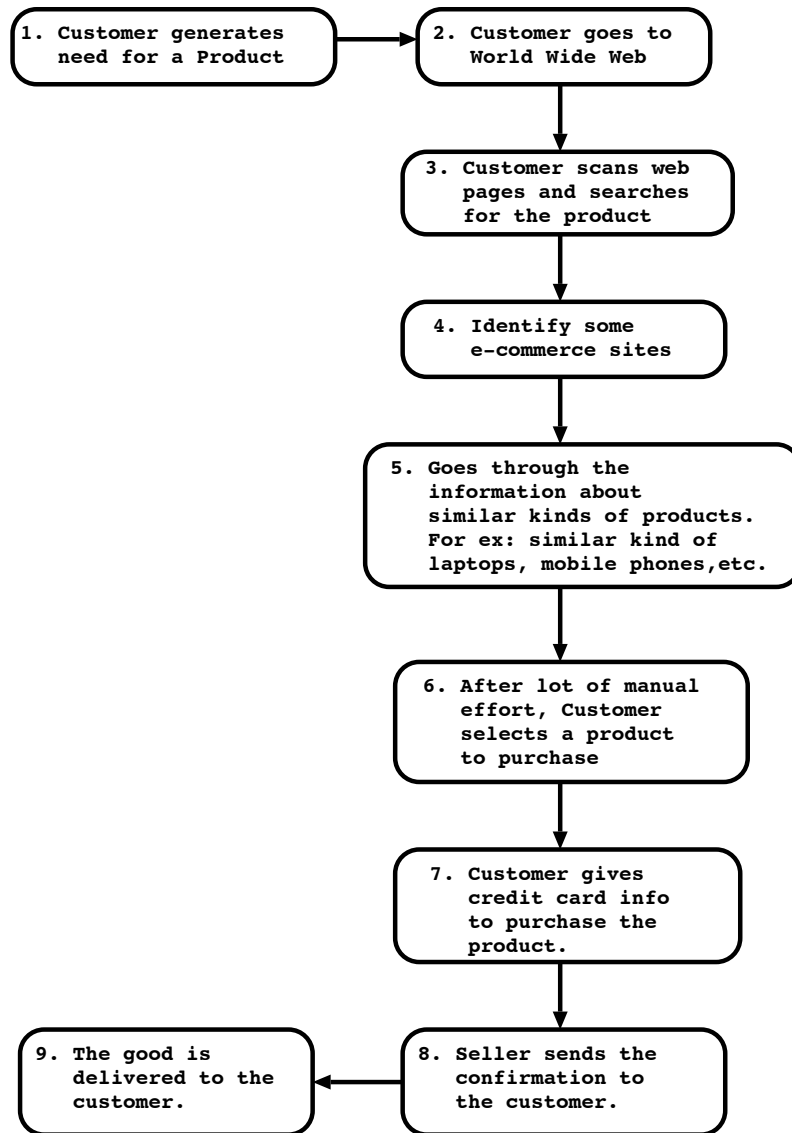 1. Customer generates
need for a Product
2. Customer goes to
World Wide Web
3. Customer scans web
pages and searches
for the product
4. Identify some
e-commerce sites
5. Goes through the
information about
similar kinds of products.
For ex: similar kind of
laptops, mobile phones,etc.
6. After lot of manual
effort, Customer
selects a product
to purchase
7. Customer gives
credit card info
to purchase the
product.
8. Seller sends the
confirmation to
the customer.
9. The good is
delivered to the
customer.